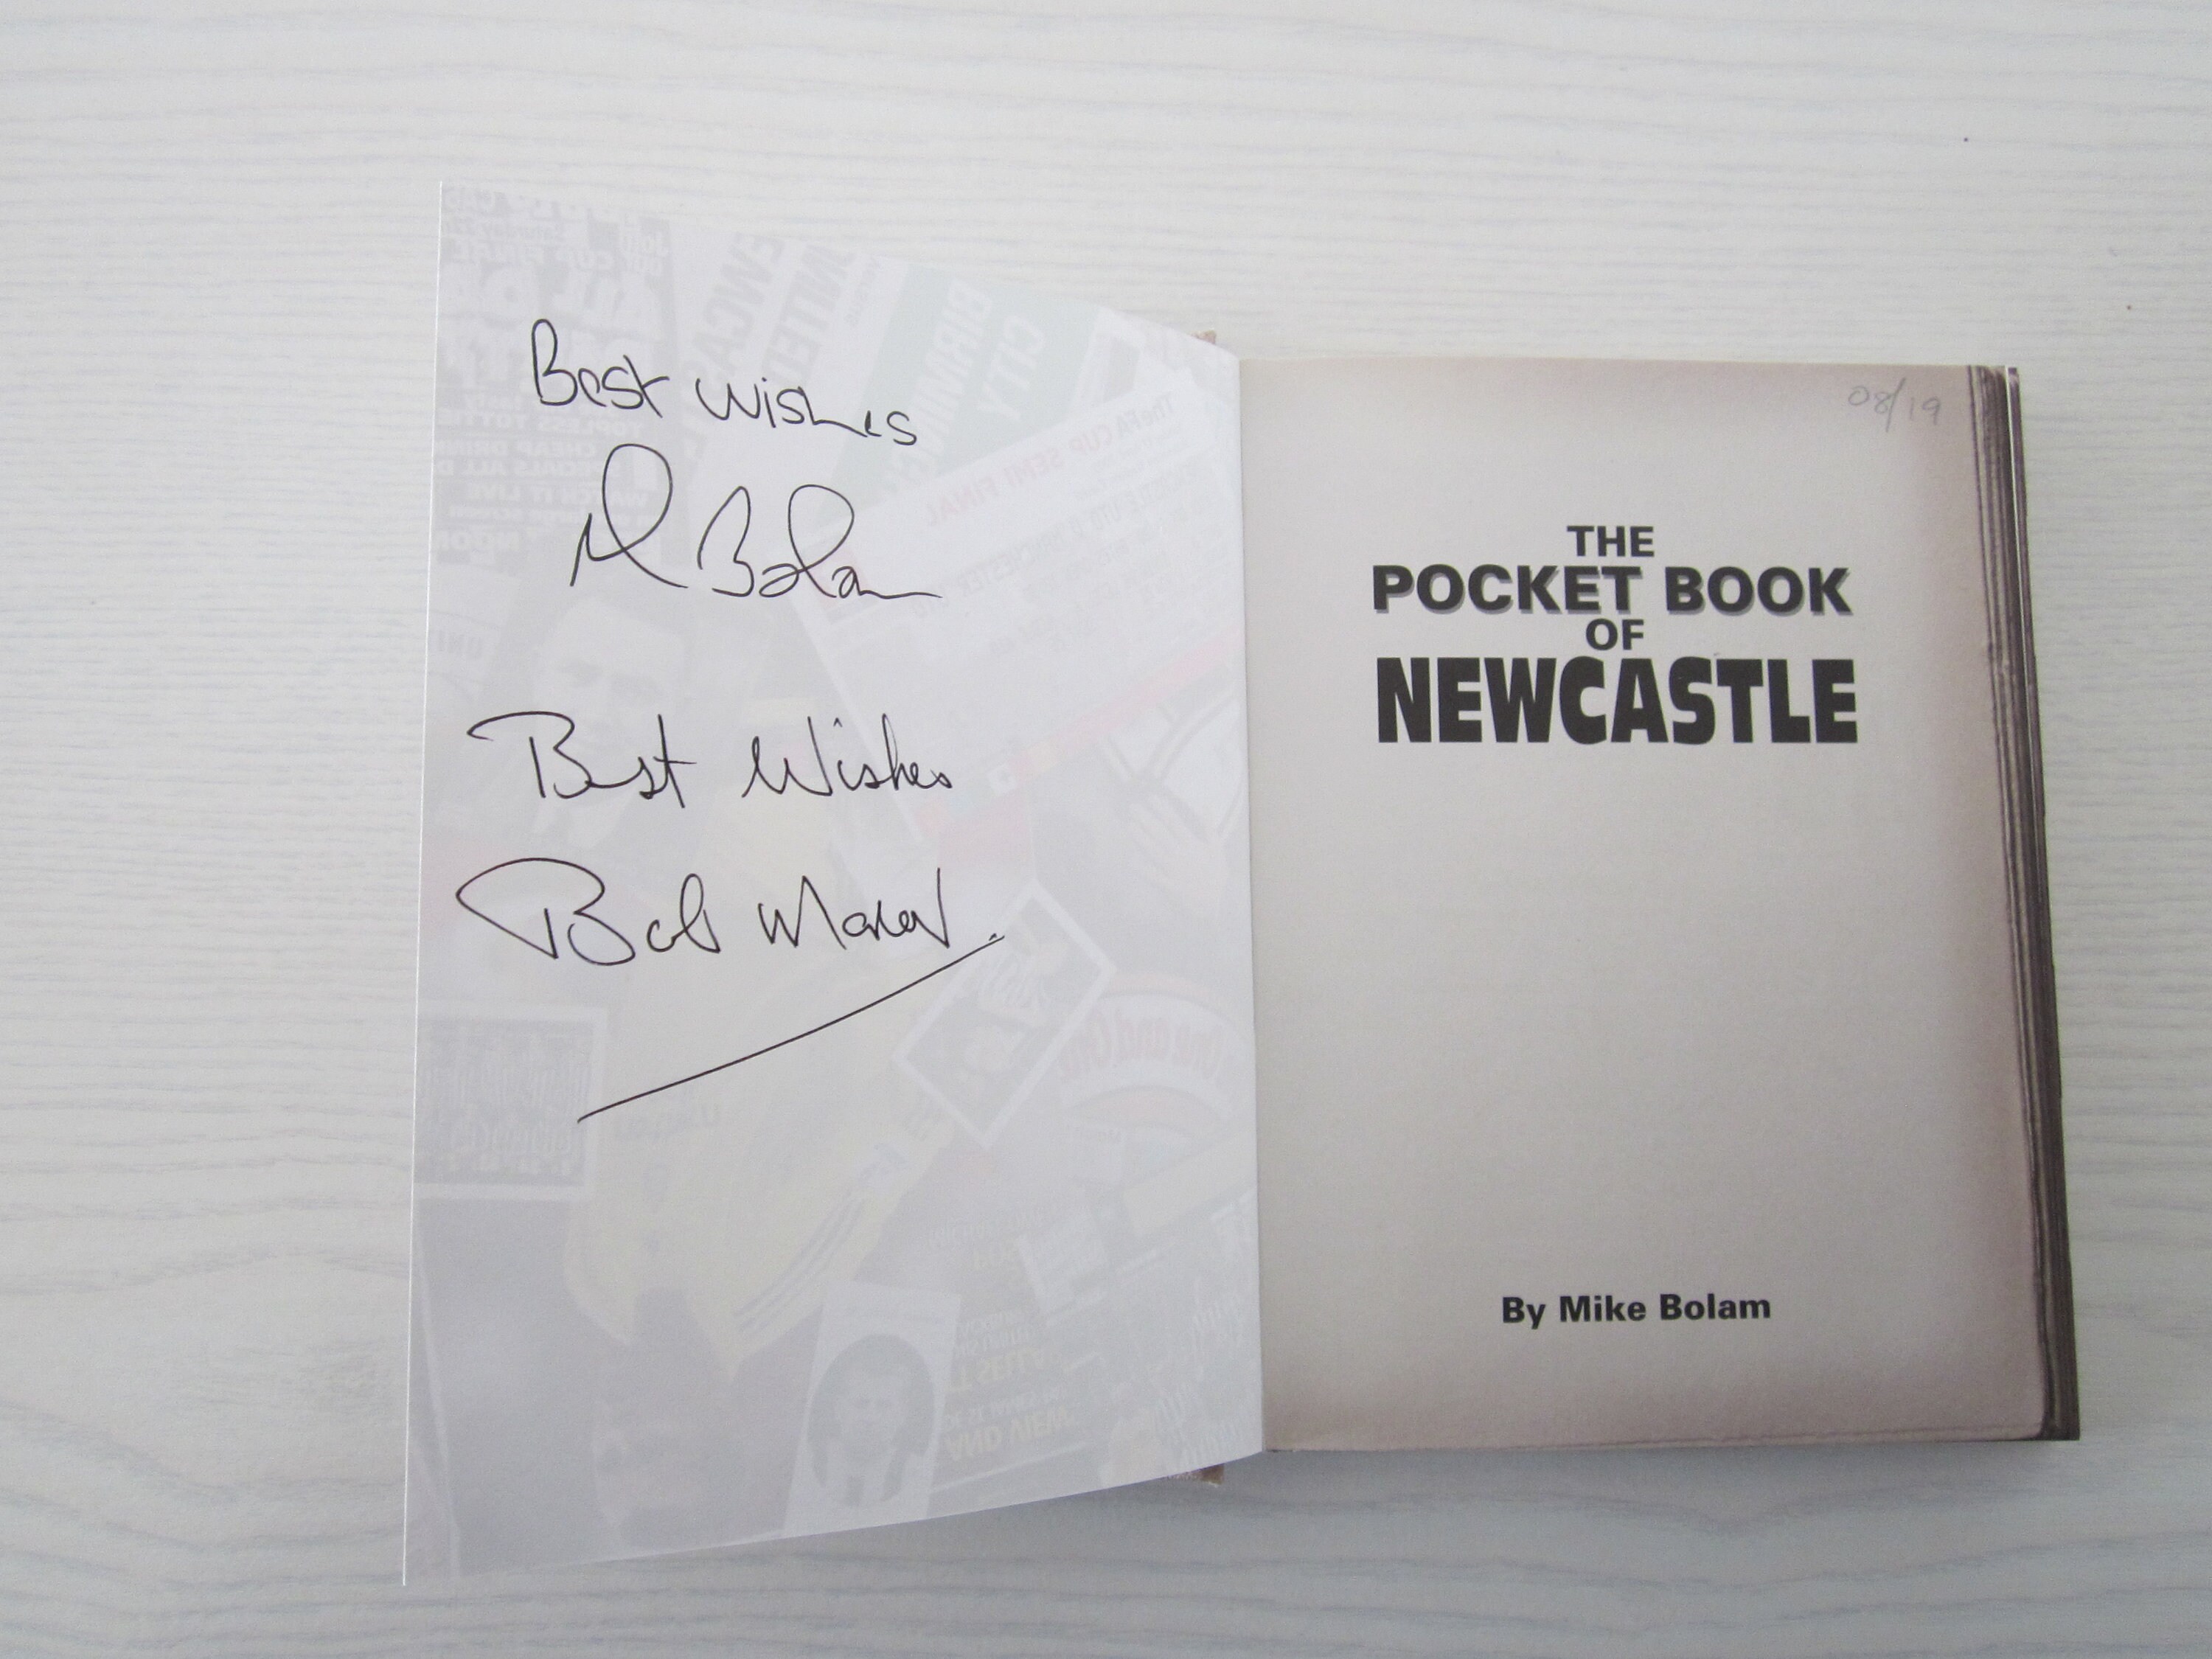 Best Wishes
M Bolam
Best Wishes
Bob Moncur
08/19
THE
POCKET BOOK
OF
NEWCASTLE
By Mike Bolam